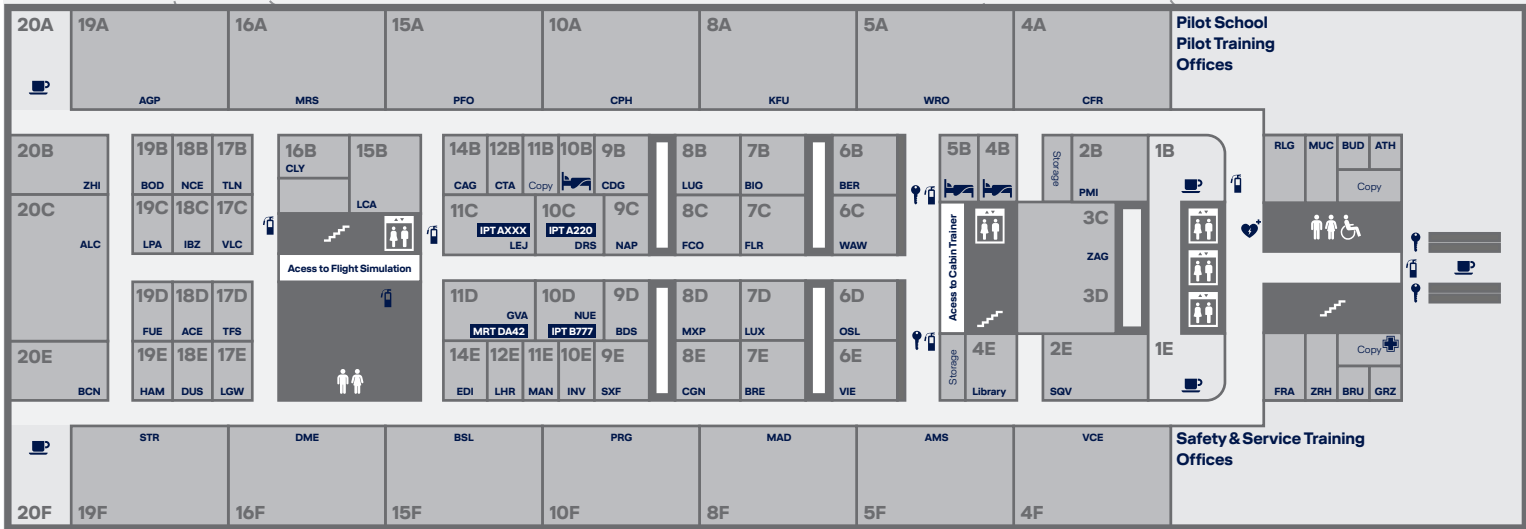 20A 19A 16A 15A 10A 8A 5A 4A Pilot School
Pilot Training
Offices
AGP MRS PFO CPH KFU WRO CFR
20B 19B 18B 17B 16B 15B 14B 12B 11B 10B 9B 8B 7B 6B 5B 4B Storage 2B 1B RLG MUC BUD ATH
CLY
ZHI BOD NCE TLN CAG CTA Copy CDG LUG BIO BER PMI Copy
20C 19C 18C 17C LCA 11C 10C 9C 8C 7C 6C 3C
IPT AXXX IPT A220
ALC LPA IBZ VLC LEJ DRS NAP FCO FLR WAW ZAG
Acess to Flight Simulation
Acess to Cabin Trainer
19D 18D 17D 11D 10D 9D 8D 7D 6D 3D
GVA NUE
FUE ACE TFS MRT DA42 IPT B777 BDS MXP LUX OSL
20E 19E 18E 17E 14E 12E 11E 10E 9E 8E 7E 6E Storage 4E 2E 1E Copy
BCN HAM DUS LGW EDI LHR MAN INV SXF CGN BRE VIE Library SQV FRA ZRH BRU GRZ
STR DME BSL PRG MAD AMS VCE Safety & Service Training
Offices
20F 19F 16F 15F 10F 8F 5F 4F